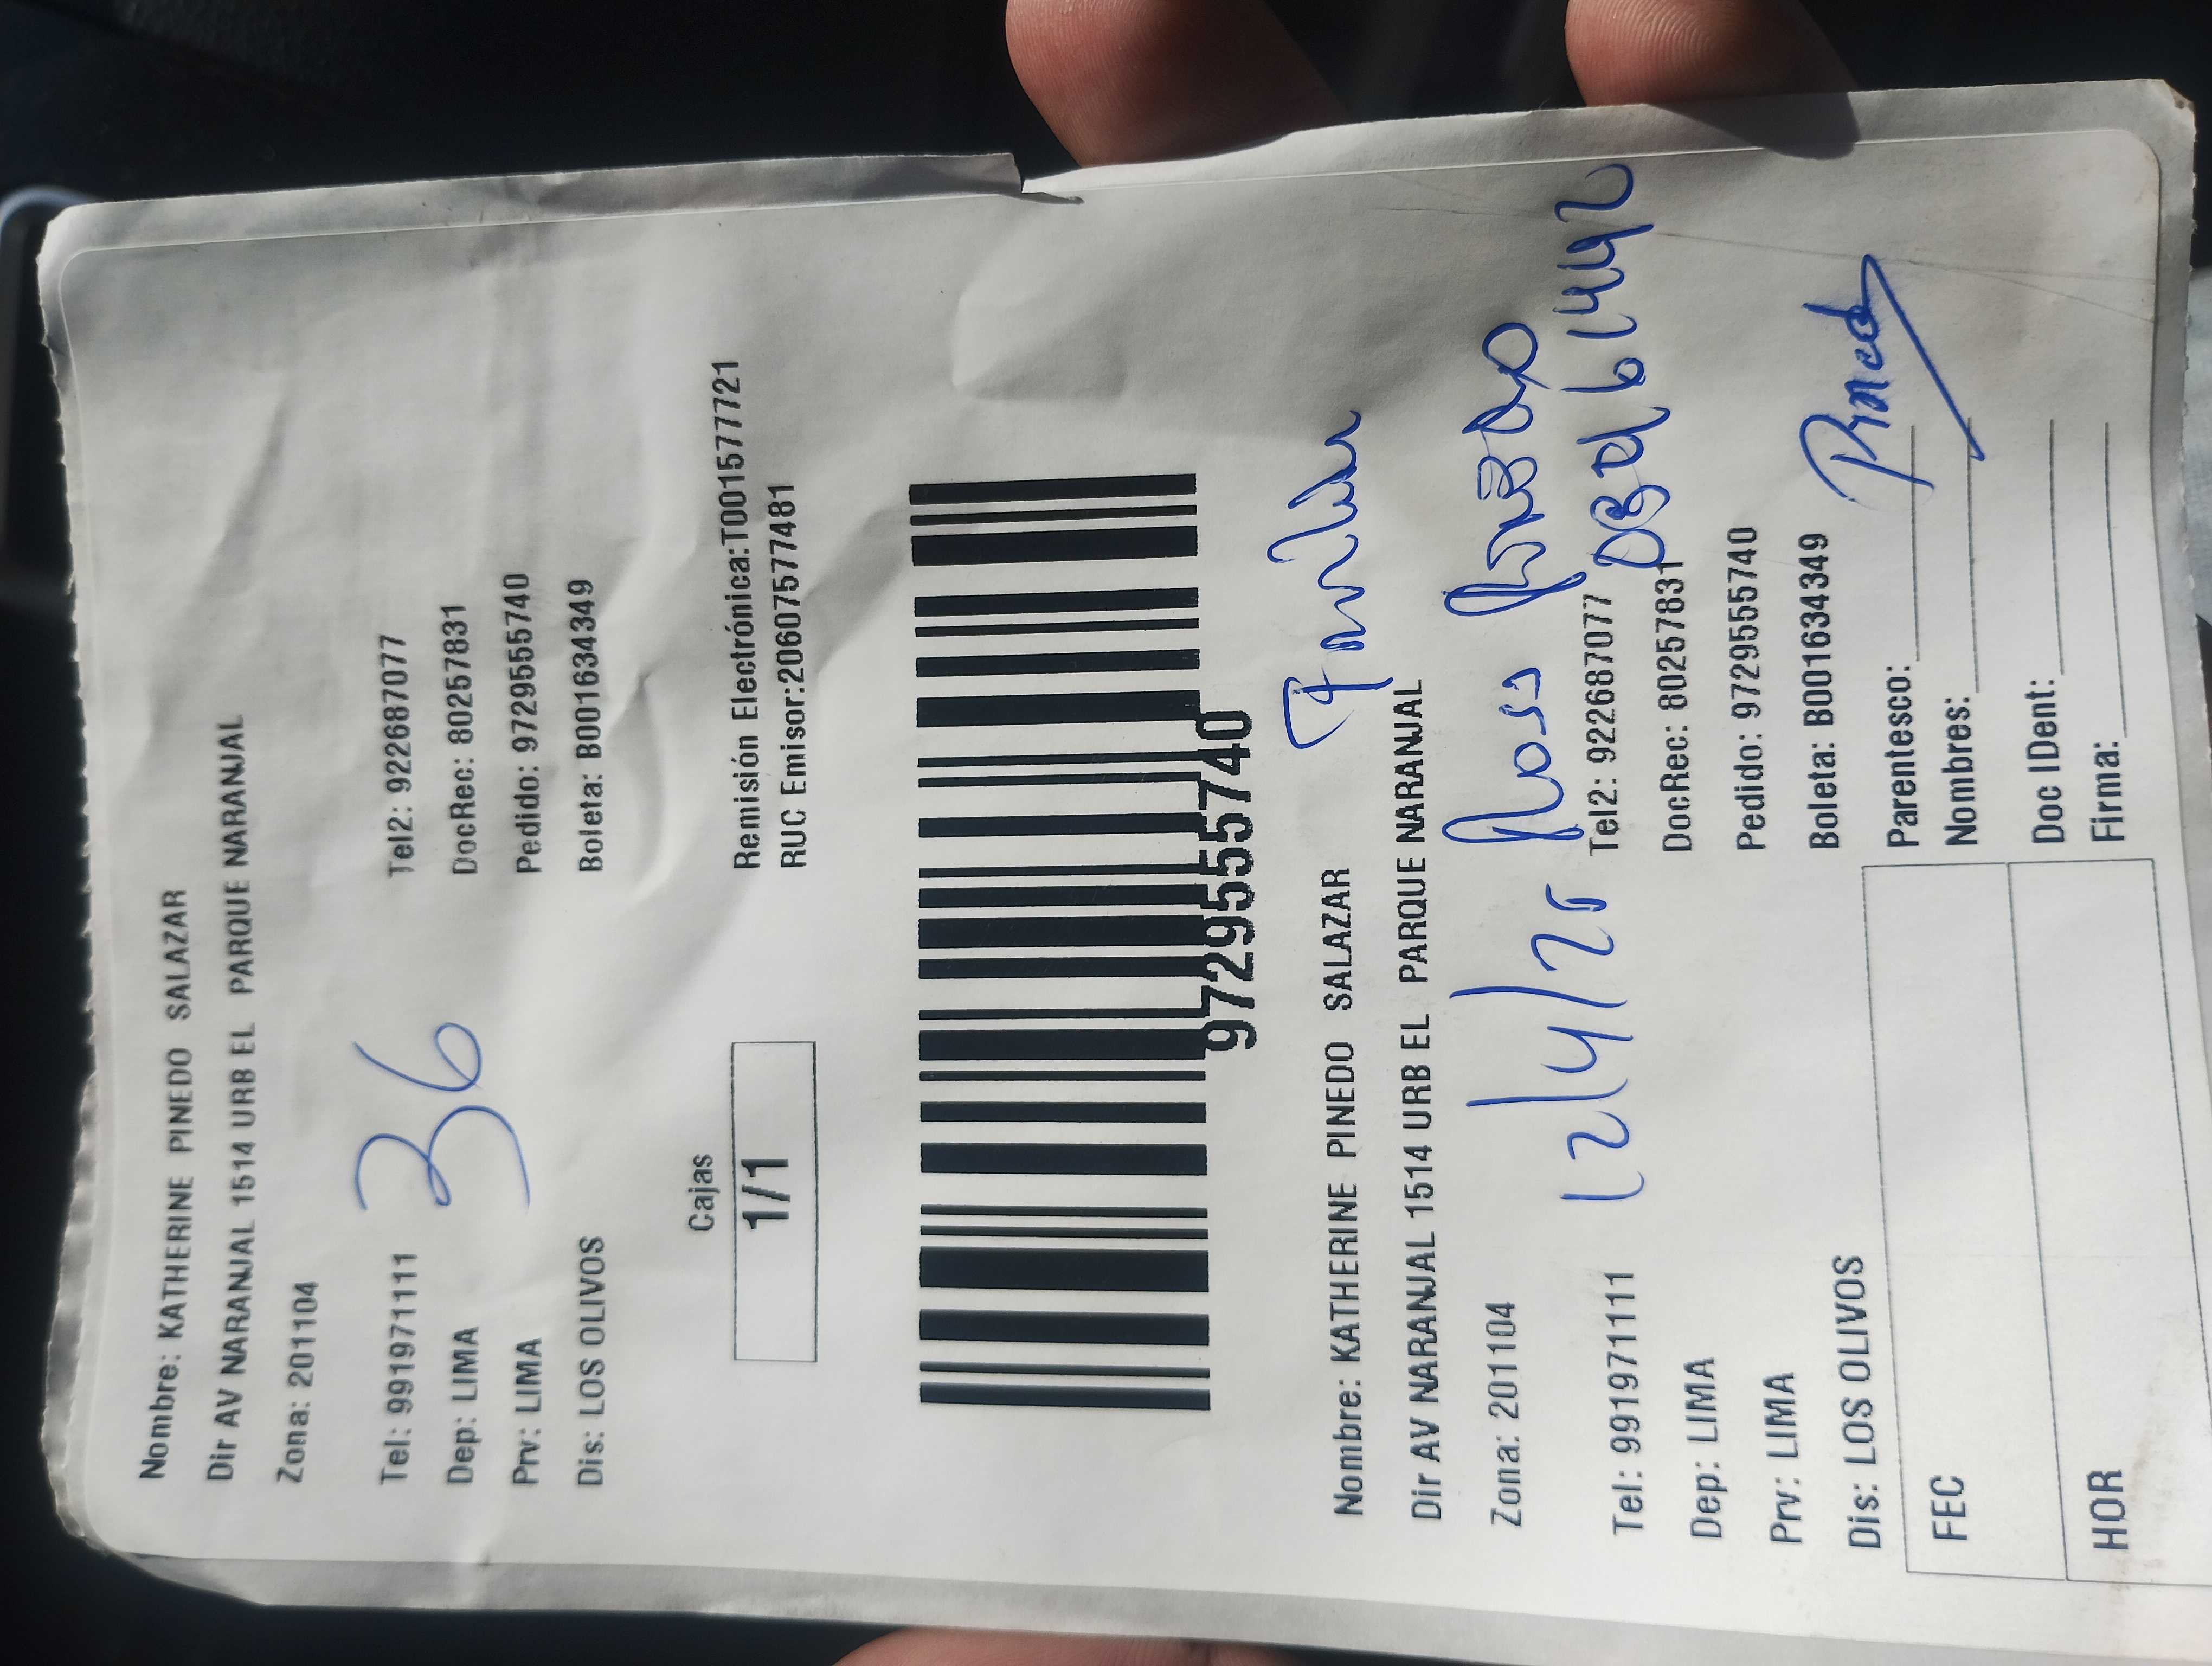 Nombre: KATHERINE PINEDO SALAZAR
Dir AV NARANJAL 1514 URB EL PARQUE NARANJAL
Zona: 201104
36
Tel: 991971111 Tel2: 922687077
Dep: LIMA DocRec: 80257831
Prv: LIMA Pedido: 9729555740
Dis: LOS OLIVOS Boleta: B001634349
Cajas
1/1
Remisión Electrónica:T001577721
RUC Emisor:20607577481
9729555740
Nombre: KATHERINE PINEDO SALAZAR
Dir AV NARANJAL 1514 URB EL PARQUE NARANJAL
Zona: 201104
12/4/25 Rosa
Tel: 991971111 Tel2: 922687077
Dep: LIMA DocRec: 80257831
Prv: LIMA Pedido: 9729555740
Dis: LOS OLIVOS Boleta: B001634349
FEC Parentesco:
Nombres:
HOR Doc IDent:
Firma: